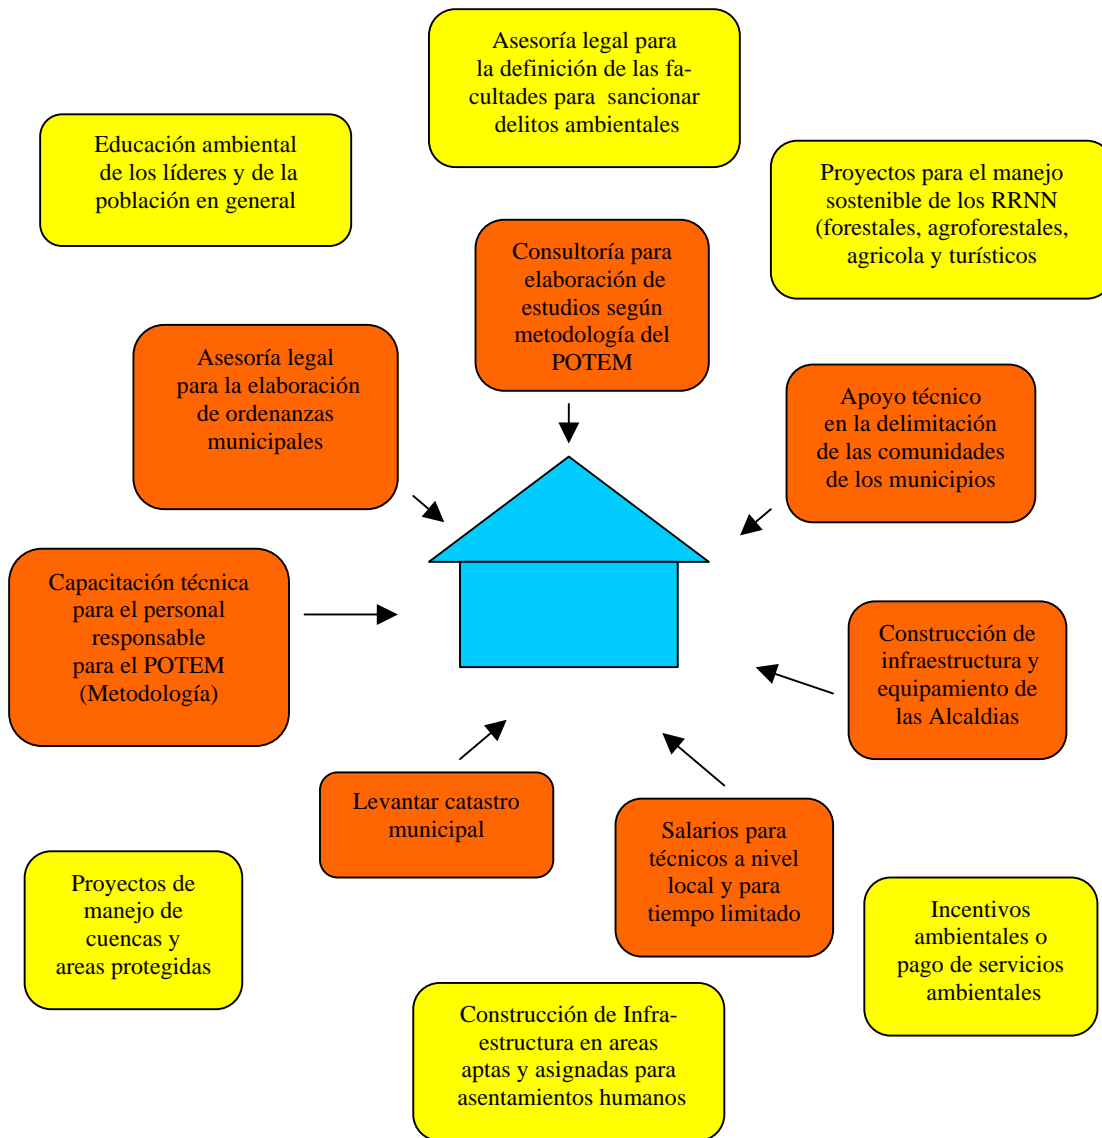 Asesoría legal para
la definición de las fa-
cultades para sancionar
delitos ambientales
Educación ambiental
de los líderes y de la
población en general
Proyectos para el manejo
sostenible de los RRNN
(forestales, agroforestales,
agricola y turísticos
Consultoría para
elaboración de
estudios según
metodología del
POTEM
Asesoría legal
para la elaboración
de ordenanzas
municipales
Apoyo técnico
en la delimitación
de las comunidades
de los municipios
Capacitación técnica
para el personal
responsable
para el POTEM
(Metodología)
Construcción de
infraestructura y
equipamiento de
las Alcaldias
Levantar catastro
municipal
Salarios para
técnicos a nivel
local y para
tiempo limitado
Proyectos de
manejo de
cuencas y
areas protegidas
Incentivos
ambientales o
pago de servicios
ambientales
Construcción de Infra-
estructura en areas
aptas y asignadas para
asentamientos humanos